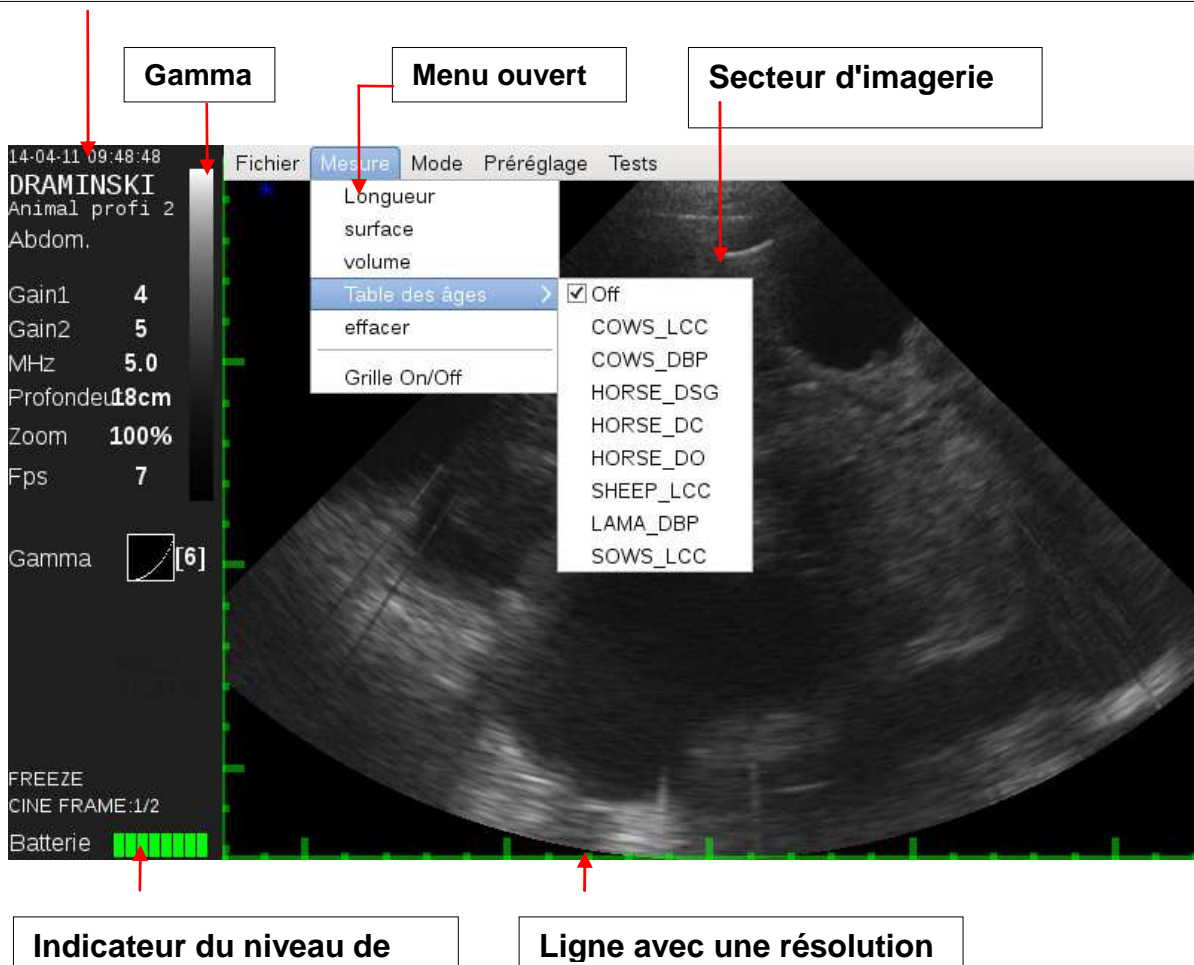 Gamma
Menu ouvert
Secteur d'imagerie
14-04-11 09:48:48
DRAMINSKI
Animal profi 2
Abdom.
Gain1 4
Gain2 5
MHz 5.0
Profondeu18cm
Zoom 100%
Fps 7
Gamma [6]
FREEZE
CINE FRAME:1/2
Batterie
Fichier Mesure Mode Préréglage Tests
Longueur
surface
volume
Table des âges
effacer
Grille On/Off
Off
COWS_LCC
COWS_DBP
HORSE_DSG
HORSE_DC
HORSE_DO
SHEEP_LCC
LAMA_DBP
SOWS_LCC
Indicateur du niveau de
Ligne avec une résolution